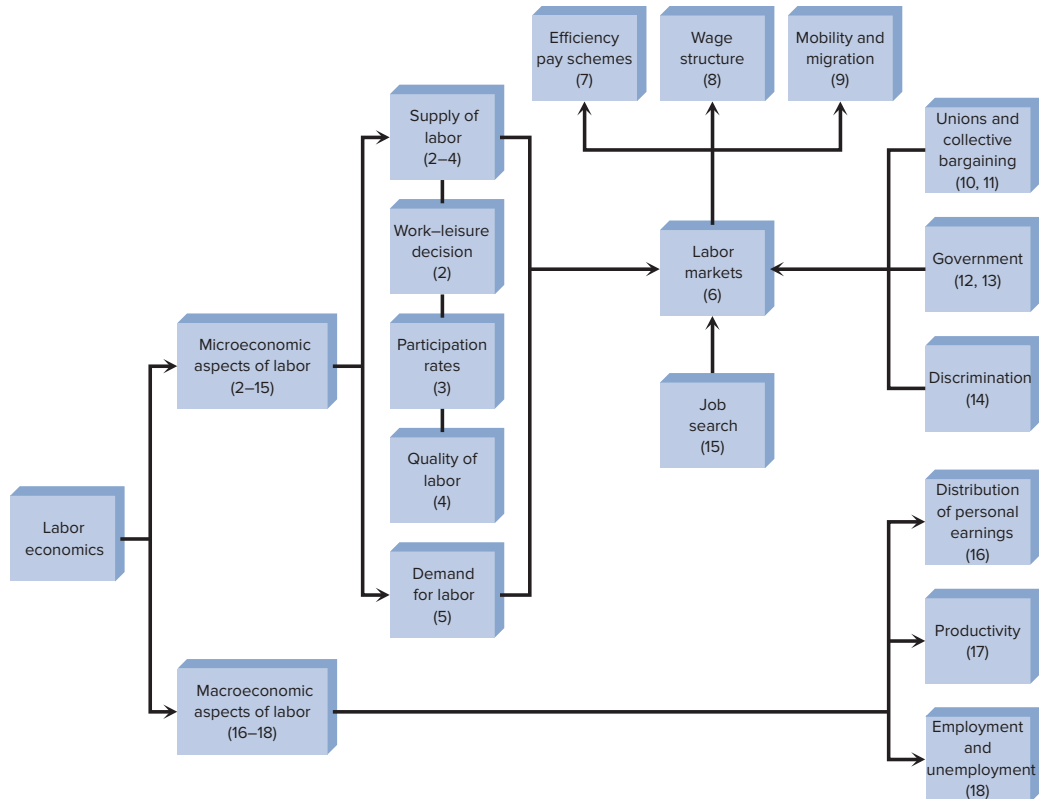 Efficiency
pay schemes
(7)
Wage
structure
(8)
Mobility and
migration
(9)
Supply of
labor
(2–4)
Unions and
collective
bargaining
(10, 11)
Work–leisure
decision
(2)
Labor
markets
(6)
Government
(12, 13)
Microeconomic
aspects of labor
(2–15)
Participation
rates
(3)
Job
search
(15)
Discrimination
(14)
Quality of
labor
(4)
Labor
economics
Distribution
of personal
earnings
(16)
Demand
for labor
(5)
Productivity
(17)
Macroeconomic
aspects of labor
(16–18)
Employment
and
unemployment
(18)